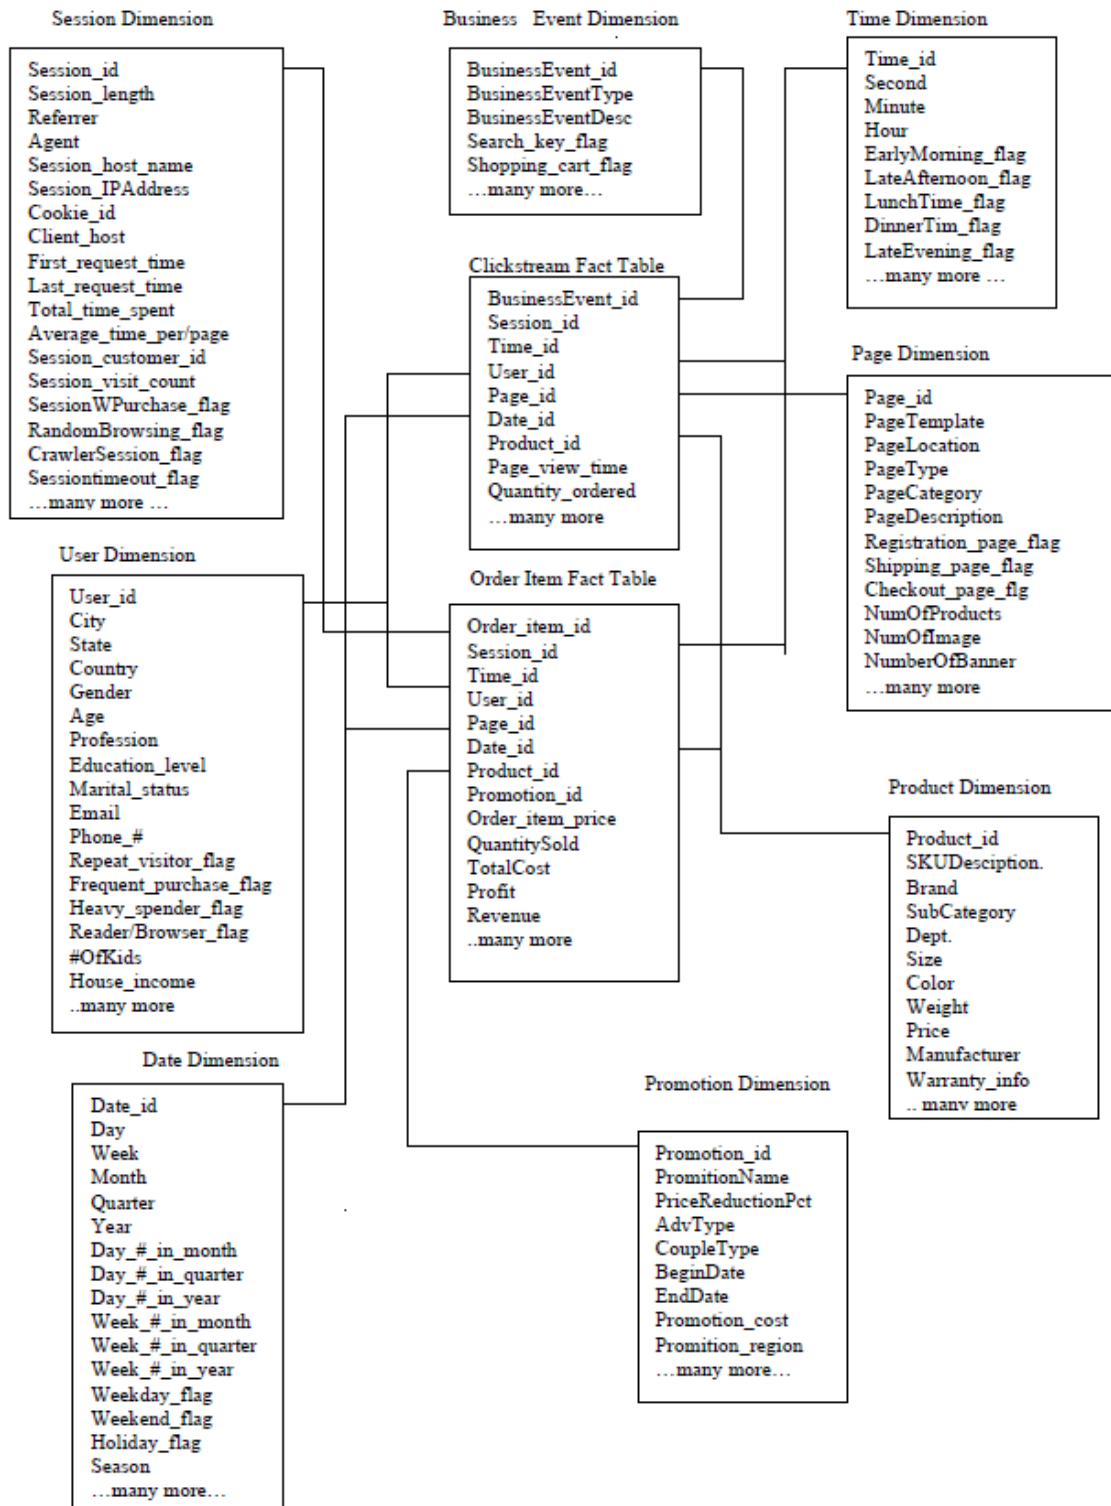 Session Dimension
Session_id
Session_length
Referrer
Agent
Session_host_name
Session_IPAddress
Cookie_id
Client_host
First_request_time
Last_request_time
Total_time_spent
Average_time_per/page
Session_customer_id
Session_visit_count
SessionWPurchase_flag
RandomBrowsing_flag
CrawlerSession_flag
Sessiontimeout_flag
…many more …
Business Event Dimension
BusinessEvent_id
BusinessEventType
BusinessEventDesc
Search_key_flag
Shopping_cart_flag
…many more…
Time Dimension
Time_id
Second
Minute
Hour
EarlyMorning_flag
LateAfternoon_flag
LunchTime_flag
DinnerTim_flag
LateEvening_flag
…many more …
Clickstream Fact Table
BusinessEvent_id
Session_id
Time_id
User_id
Page_id
Date_id
Product_id
Page_view_time
Quantity_ordered
…many more
Page Dimension
Page_id
PageTemplate
PageLocation
PageType
PageCategory
PageDescription
Registration_page_flag
Shipping_page_flag
Checkout_page_flg
NumOfProducts
NumOfImage
NumberOfBanner
…many more
User Dimension
User_id
City
State
Country
Gender
Age
Profession
Education_level
Marital_status
Email
Phone_#
Repeat_visitor_flag
Frequent_purchase_flag
Heavy_spender_flag
Reader/Browser_flag
#OfKids
House_income
..many more
Order Item Fact Table
Order_item_id
Session_id
Time_id
User_id
Page_id
Date_id
Product_id
Promotion_id
Order_item_price
QuantitySold
TotalCost
Profit
Revenue
..many more
Product Dimension
Product_id
SKUDesciption.
Brand
SubCategory
Dept.
Size
Color
Weight
Price
Manufacturer
Warranty_info
.. many more
Date Dimension
Date_id
Day
Week
Month
Quarter
Year
Day_#_in_month
Day_#_in_quarter
Day_#_in_year
Week_#_in_month
Week_#_in_quarter
Week_#_in_year
Weekday_flag
Weekend_flag
Holiday_flag
Season
…many more…
Promotion Dimension
Promotion_id
PromitionName
PriceReductionPct
AdvType
CoupleType
BeginDate
EndDate
Promotion_cost
Promition_region
…many more…